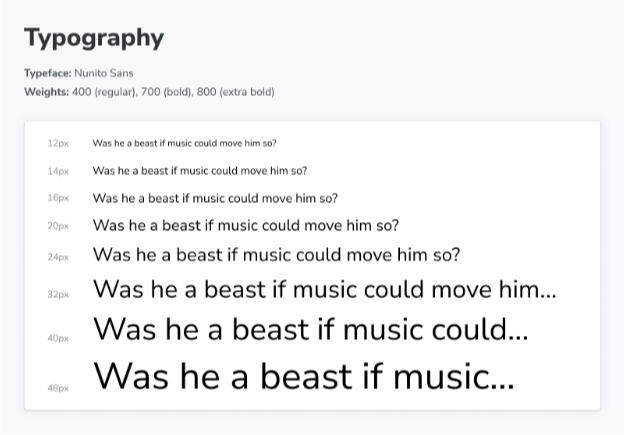 Typography
Typeface: Nunito Sans
Weights: 400 (regular), 700 (bold), 800 (extra bold)
12px Was he a beast if music could move him so?
14px Was he a beast if music could move him so?
16px Was he a beast if music could move him so?
20px Was he a beast if music could move him so?
24px Was he a beast if music could move him so?
32px Was he a beast if music could move him...
40px Was he a beast if music could...
48px Was he a beast if music...